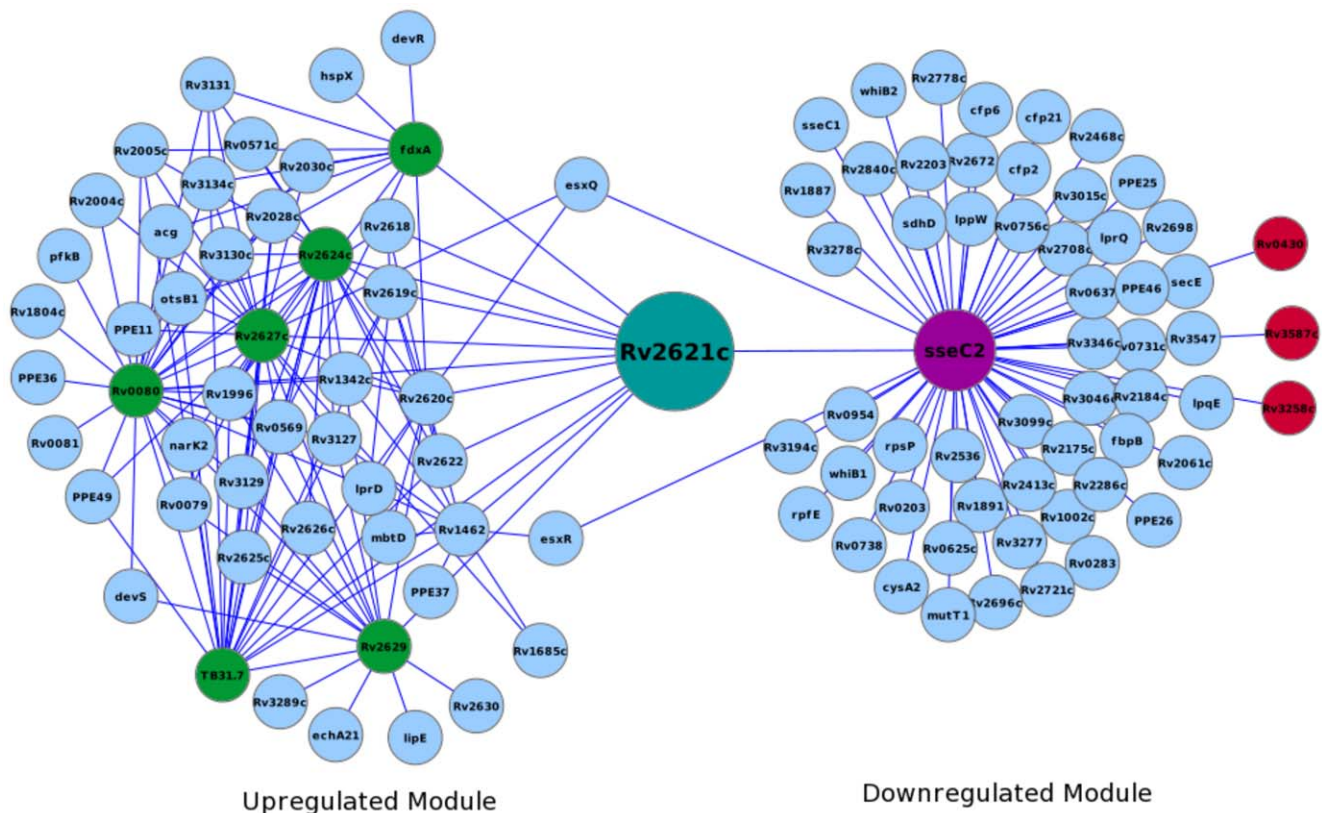 devR
hspX
Rv3131
fdxA
Rv2005c
Rv0571c
Rv2030c
Rv3134c
Rv2004c
Rv2028c
acg
Rv2618
pfkB
Rv3130c
Rv2624c
otsB1
Rv2619c
Rv1804c
PPE11
Rv2627c
PPE36
Rv0080
Rv1996
Rv1342c
Rv2620c
Rv0081
narK2
Rv0569
Rv3127
Rv2622
PPE49
Rv0079
Rv3129
lprD
Rv2626c
mbtD
Rv1462
Rv2625c
devS
PPE37
Rv2629
TB31.7
Rv1685c
Rv3289c
echA21
lipE
Rv2630
esxQ
esxR
Rv2621c
sseC2
Rv2778c
whiB2
cfp6
cfp21
sseC1
Rv2468c
Rv2840c
Rv2203
Rv2672
cfp2
Rv1887
Rv3015c
PPE25
sdhD
lppW
Rv0756c
Rv2708c
lprQ
Rv2698
Rv3278c
Rv0637
PPE46
secE
Rv0430
Rv3346c
v0731c
Rv3547
Rv3587c
Rv3046c
Rv2184c
lpqE
Rv3258c
Rv0954
Rv3099c
Rv3194c
rpsP
Rv2536
Rv2175c
fbpB
Rv2061c
whiB1
Rv2413c
Rv2286c
rpfE
Rv0203
Rv1891
Rv1002c
PPE26
Rv0738
Rv0625c
Rv3277
Rv0283
cysA2
mutT1
Rv2696c
Rv2721c
Upregulated Module
Downregulated Module